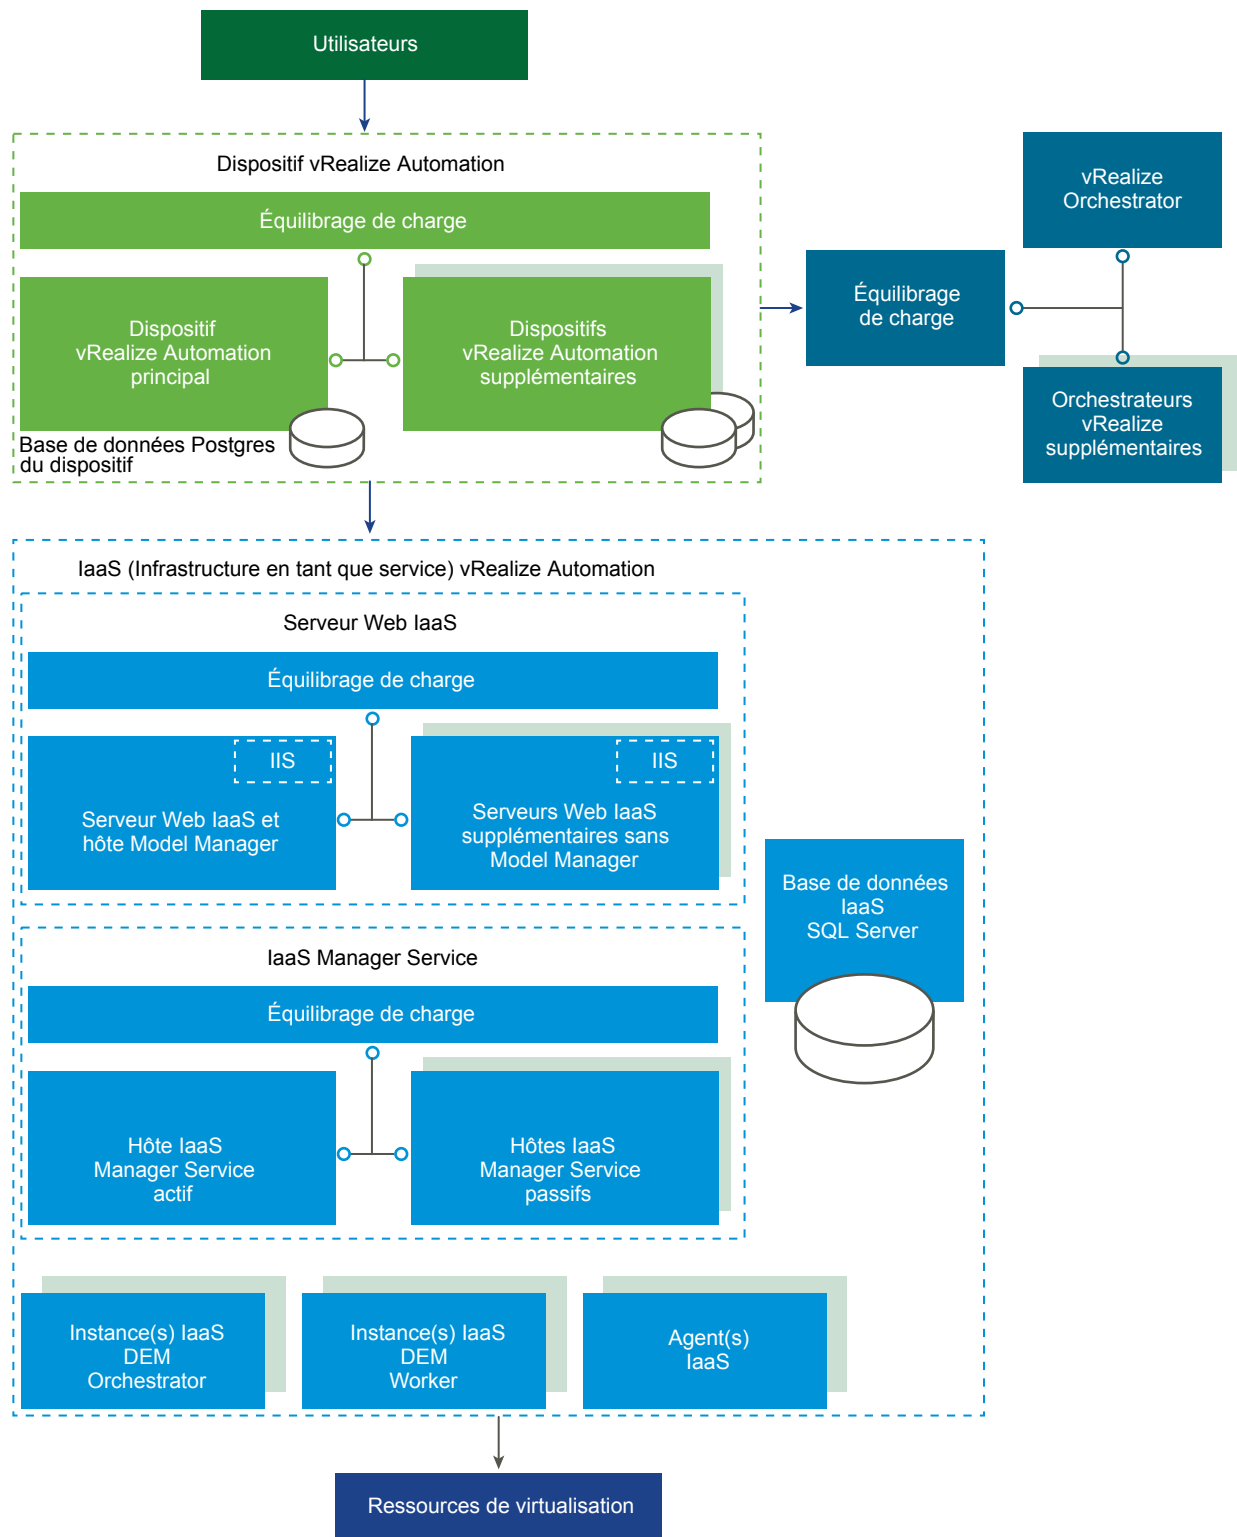 Utilisateurs
Dispositif vRealize Automation
Équilibrage de charge
Dispositif
vRealize Automation
principal
Dispositifs
vRealize Automation
supplémentaires
Base de données Postgres
du dispositif
Équilibrage
de charge
vRealize
Orchestrator
Orchestrateurs
vRealize
supplémentaires
IaaS (Infrastructure en tant que service) vRealize Automation
Serveur Web IaaS
Équilibrage de charge
IIS
Serveur Web IaaS et
hôte Model Manager
IIS
Serveurs Web IaaS
supplémentaires sans
Model Manager
Base de données
IaaS
SQL Server
IaaS Manager Service
Équilibrage de charge
Hôte IaaS
Manager Service
actif
Hôtes IaaS
Manager Service
passifs
Instance(s) IaaS
DEM
Orchestrator
Instance(s) IaaS
DEM
Worker
Agent(s)
IaaS
Ressources de virtualisation